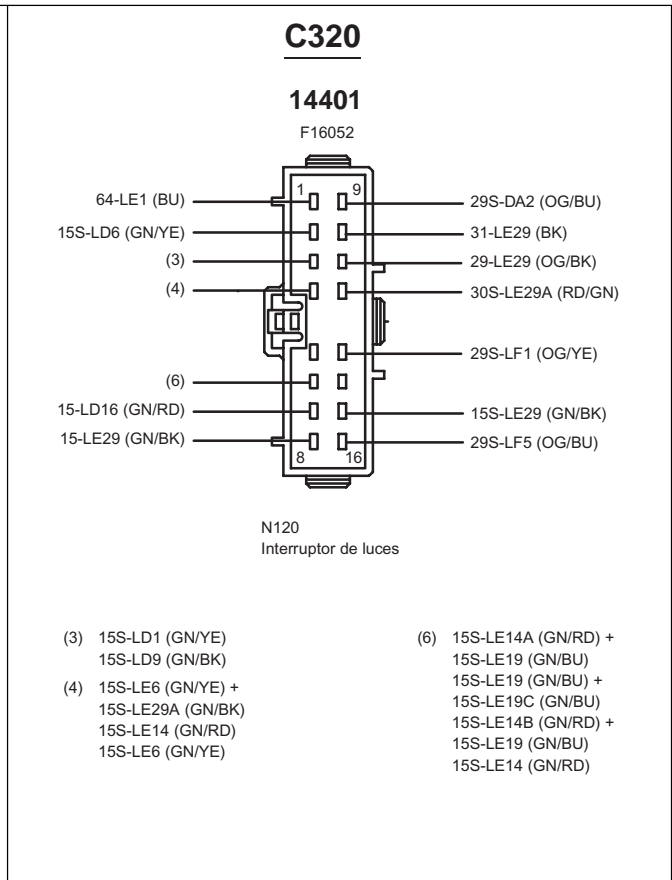 C320
14401
F16052
1 9
64-LE1 (BU)
15S-LD6 (GN/YE)
(3)
(4)
(6)
15-LD16 (GN/RD)
15-LE29 (GN/BK)
29S-DA2 (OG/BU)
31-LE29 (BK)
29-LE29 (OG/BK)
30S-LE29A (RD/GN)
29S-LF1 (OG/YE)
15S-LE29 (GN/BK)
29S-LF5 (OG/BU)
8 16
N120
Interruptor de luces
(3) 15S-LD1 (GN/YE)
15S-LD9 (GN/BK)
(4) 15S-LE6 (GN/YE) +
15S-LE29A (GN/BK)
15S-LE14 (GN/RD)
15S-LE6 (GN/YE)
(6) 15S-LE14A (GN/RD) +
15S-LE19 (GN/BU)
15S-LE19 (GN/BU) +
15S-LE19C (GN/BU)
15S-LE14B (GN/RD) +
15S-LE19 (GN/BU)
15S-LE14 (GN/RD)